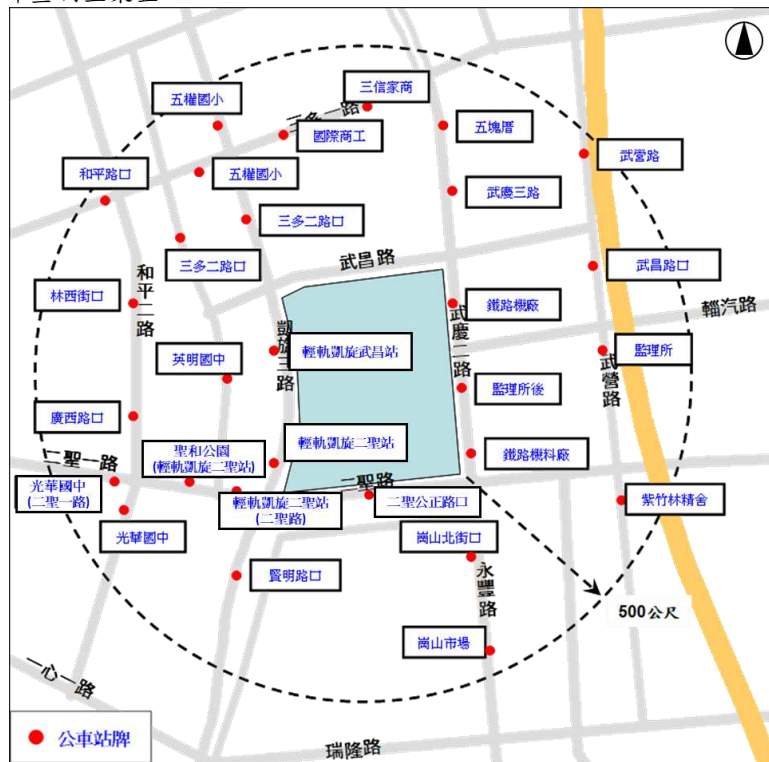 三信家商
五權國小
三多一路
五塊厝
國際商工
武營路
和平路口
五權國小
武慶三路
三多二路口
三多二路口
武昌路
武昌路口
和平二路
林西街口
鐵路機廠
武慶二路
輜汽路
凱旋三路
輕軌凱旋武昌站
監理所
英明國中
武營路
監理所後
廣西路口
聖和公園
(輕軌凱旋二聖站)
輕軌凱旋二聖站
鐵路機料廠
二聖一路
光華國中
(二聖一路)
二聖路
輕軌凱旋二聖站
(二聖路)
二聖公正路口
紫竹林精舍
光華國中
崗山北街口
賢明路口
永豐路
500公尺
崗山市場
一心一路
公車站牌
瑞隆路